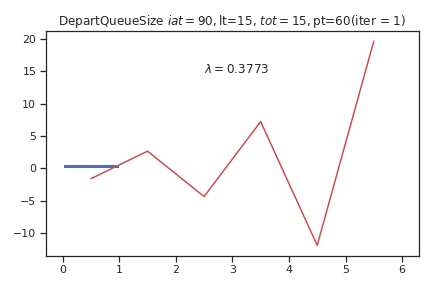 DepartQueueSize iat = 90, lt=15, tot = 15, pt=60(iter = 1)
λ = 0.3773
20
15
10
5
0
−5
−10
0 1 2 3 4 5 6